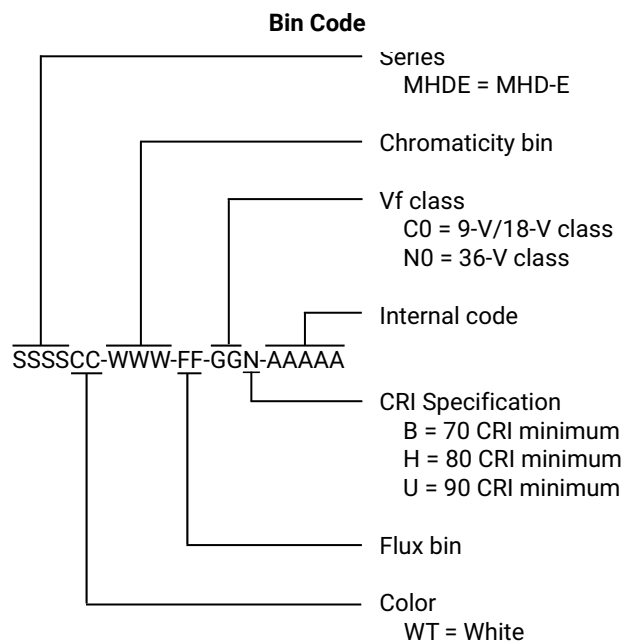 Bin Code
Series
MHDE = MHD-E
Chromaticity bin
Vf class
C0 = 9-V/18-V class
N0 = 36-V class
Internal code
SSSSCC-WWW-FF-GGN-AAAAA
CRI Specification
B = 70 CRI minimum
H = 80 CRI minimum
U = 90 CRI minimum
Flux bin
Color
WT = White